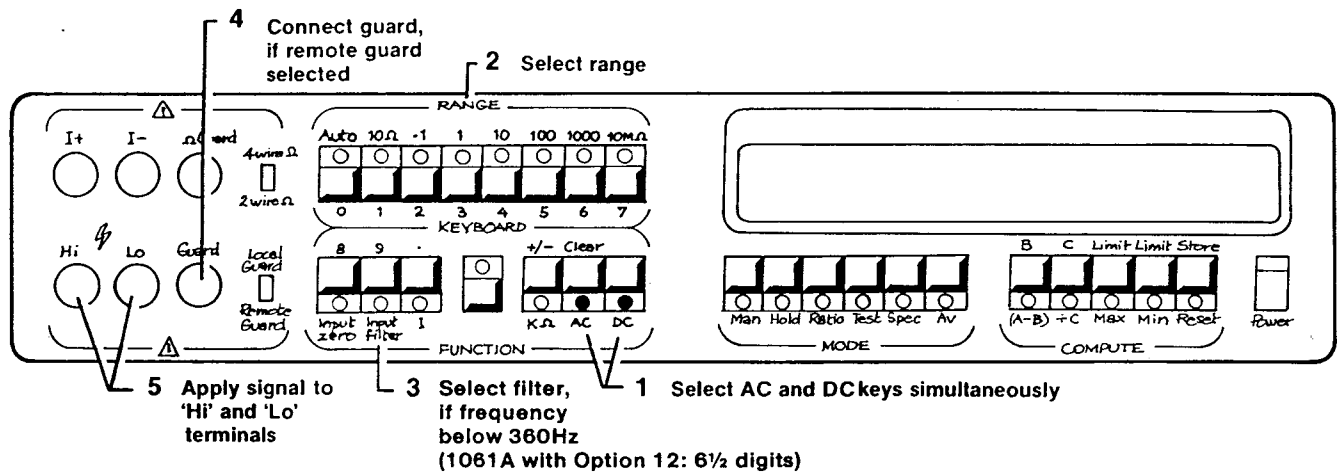 4 Connect guard,
if remote guard
selected
2 Select range
RANGE
I+ I- Ω Guard
4 wire Ω
2 wire Ω
Auto 10Ω ·1 1 10 100 1000 10MΩ
0 1 2 3 4 5 6 7
KEYBOARD
Hi Lo Guard
Local
Guard
Remote
Guard
8 9 · +/- Clear
Input
zero
Input
filter
I
KΩ AC DC
FUNCTION
Man Hold Ratio Test Spec Av
MODE
B C Limit Limit Store
(A-B) ÷C Max Min Reset
COMPUTE
Power
5 Apply signal to
'Hi' and 'Lo'
terminals
3 Select filter,
if frequency
below 360Hz
(1061A with Option 12: 6½ digits)
1 Select AC and DC keys simultaneously